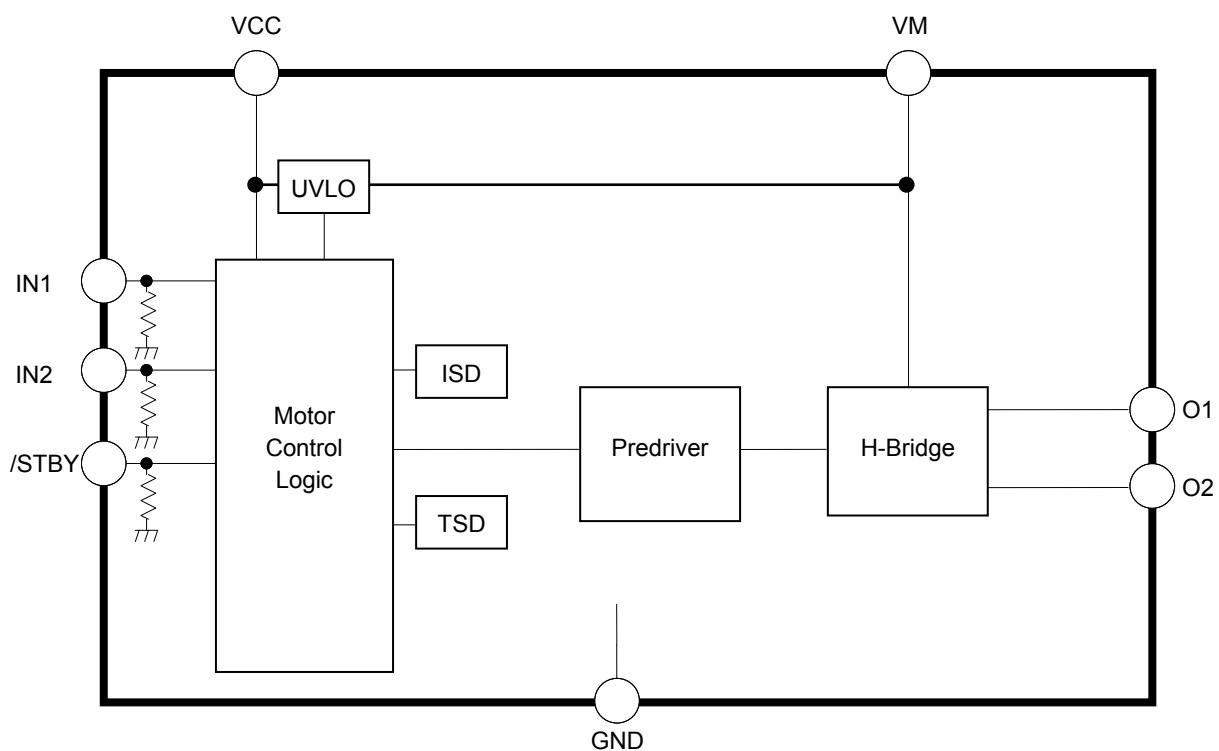 VCC
VM
UVLO
IN1
IN2
/STBY
ISD
Motor
Control
Logic
TSD
Predriver
H-Bridge
O1
O2
GND